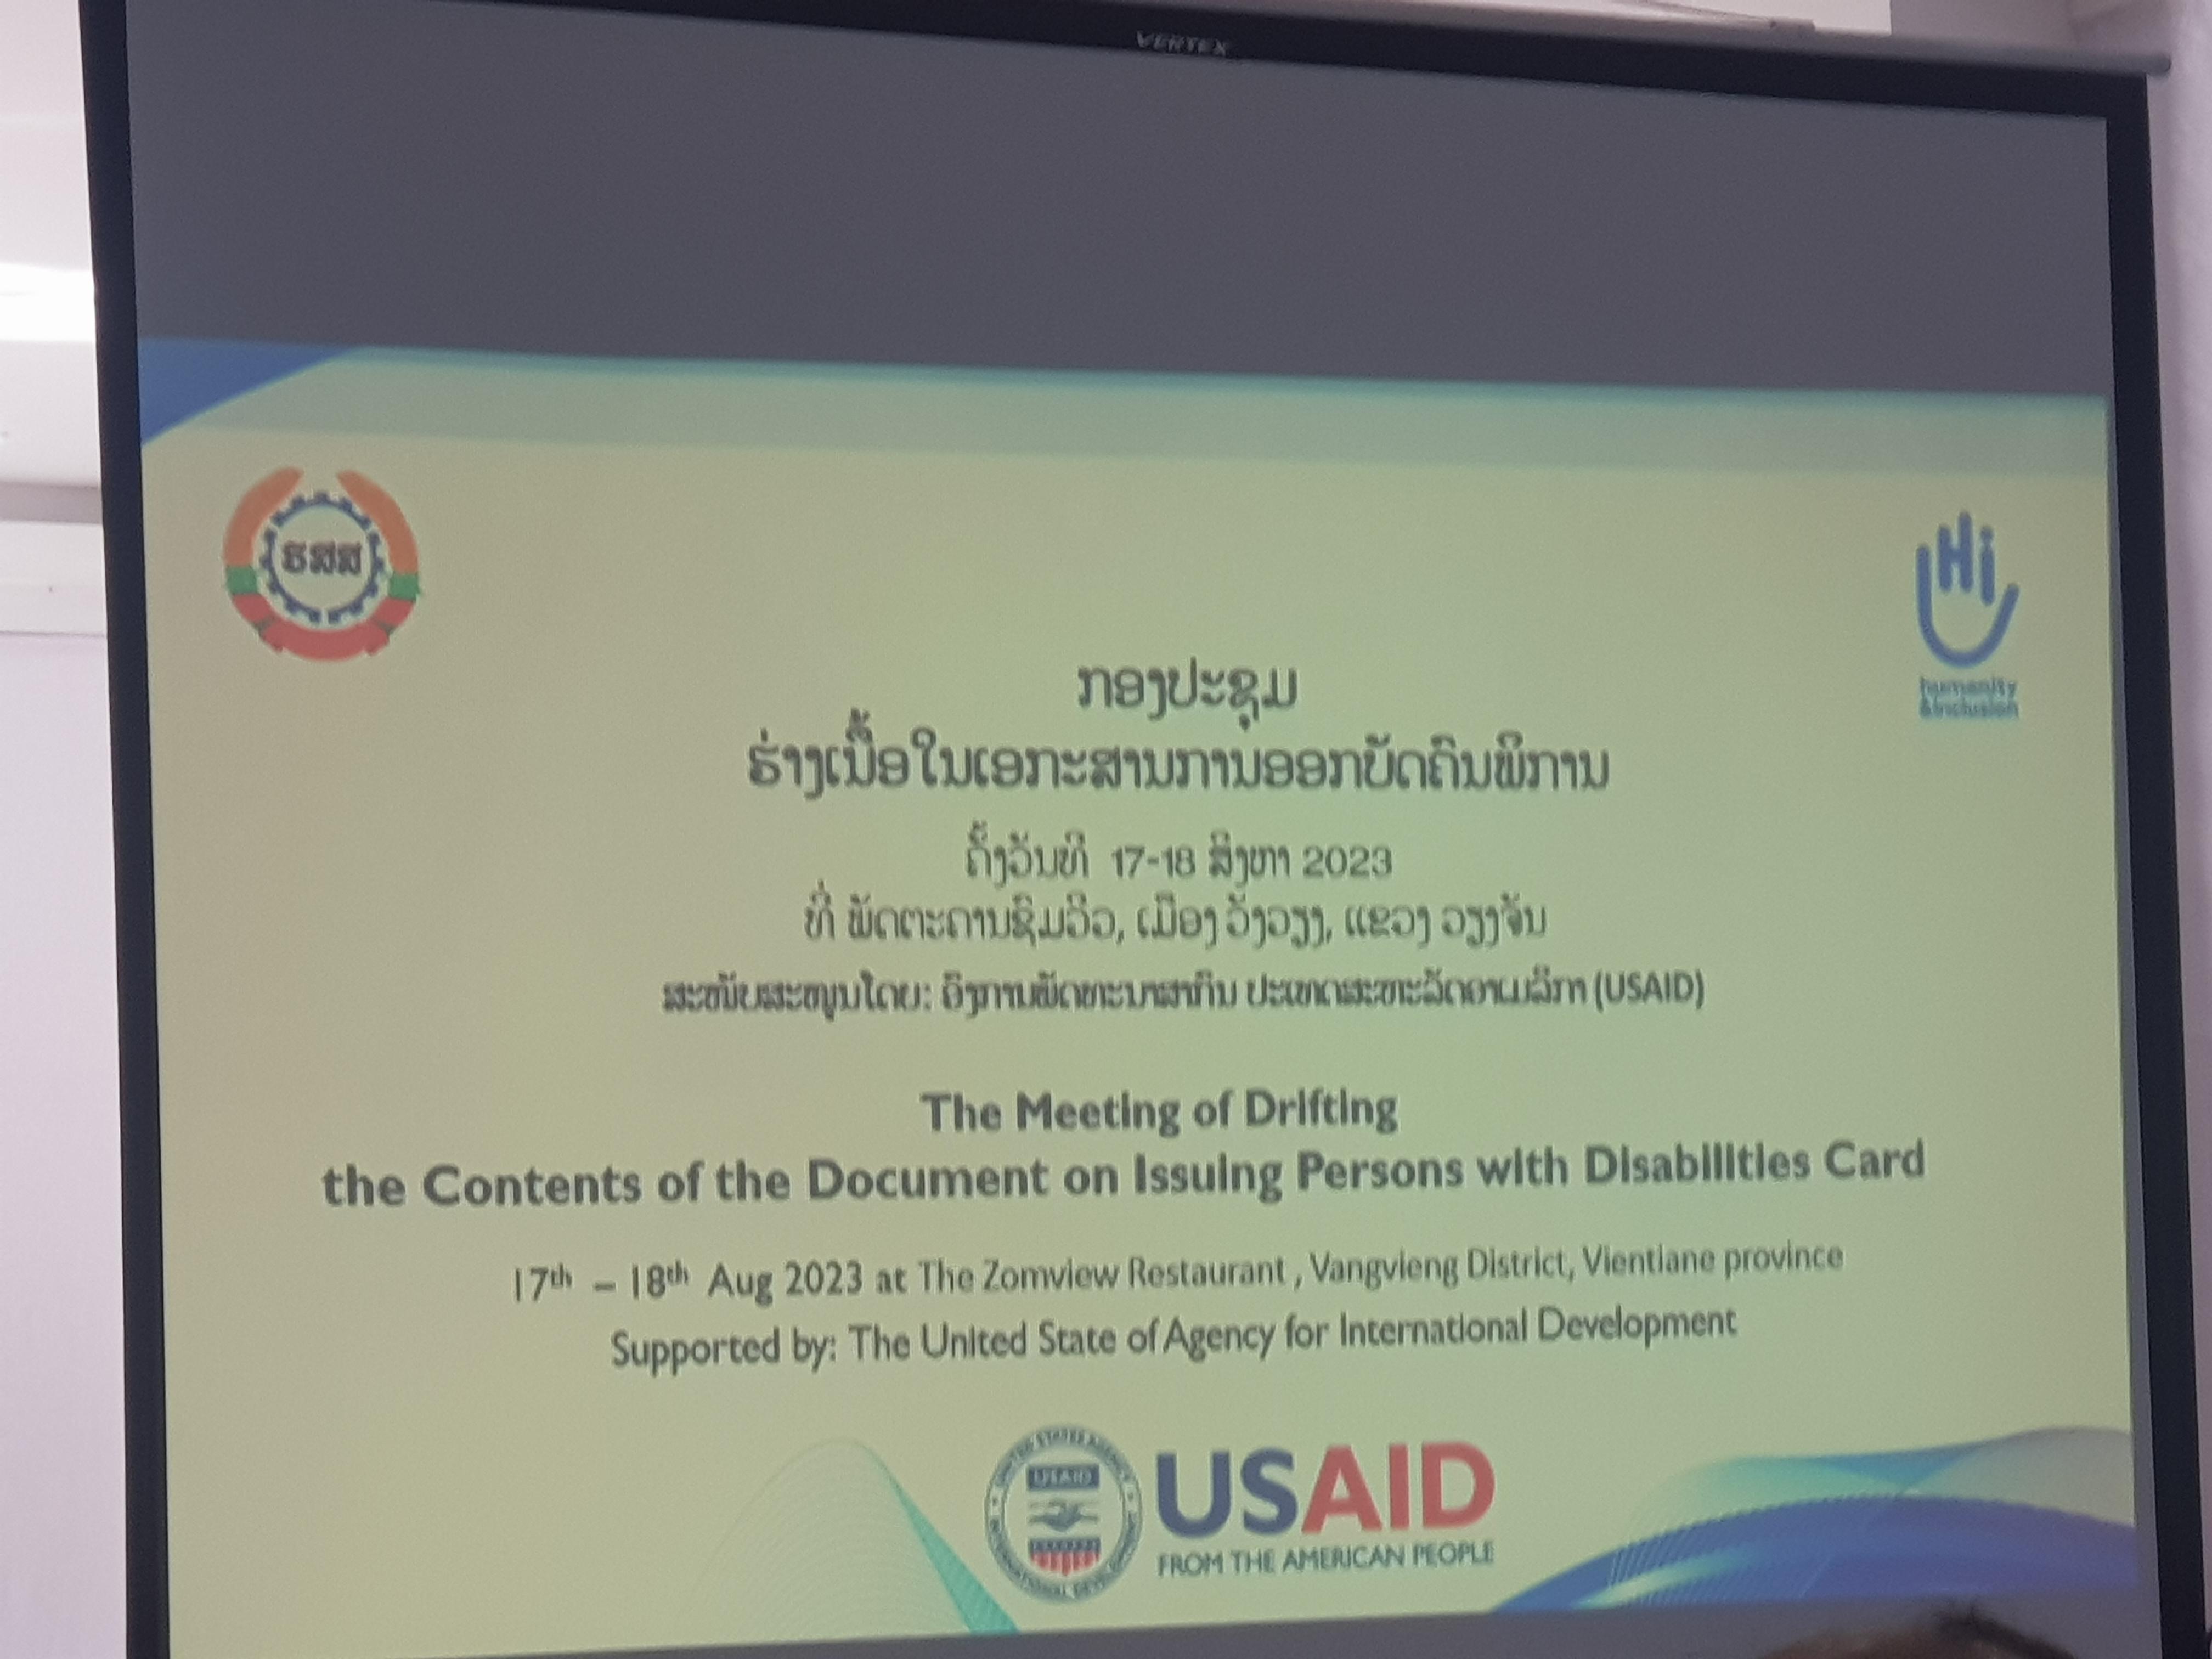 VERTEX
ຮສສ
Hi
humanity
&inclusion
ກອງປະຊຸມ
ຮ່າງເນື້ອໃນເອກະສານການອອກບັດຄົນພິການ
ຄັ້ງວັນທີ 17-18 ສິງຫາ 2023
ທີ່ ພັດຕະຄານຊົມວິວ, ເມືອງ ວັງວຽງ, ແຂວງ ວຽງຈັນ
ສະໜັບສະໜູນໂດຍ: ອົງການພັດທະນາສາກົນ ປະເທດສະຫະລັດອາເມລິກາ (USAID)
The Meeting of Drifting
the Contents of the Document on Issuing Persons with Disabilities Card
17th – 18th Aug 2023 at The Zomview Restaurant , Vangvieng District, Vientiane province
Supported by: The United State of Agency for International Development
UNITED STATES AGENCY
USAID
INTERNATIONAL DEVELOPMENT
USAID
FROM THE AMERICAN PEOPLE